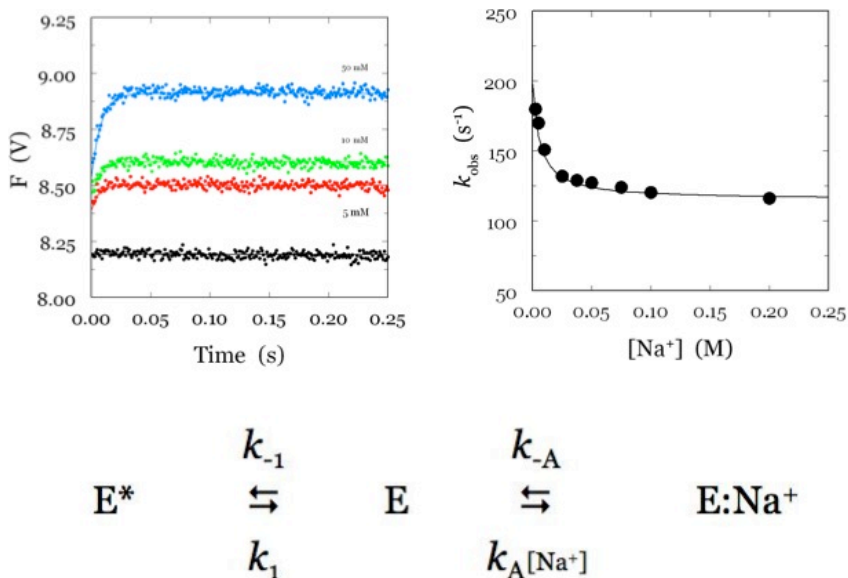 9.25
9.00
8.75
8.50
8.25
8.00
F (V)
50 mM
10 mM
5 mM
0.00 0.05 0.10 0.15 0.20 0.25
Time (s)
250
200
150
100
50
k_obs (s⁻¹)
0.00 0.05 0.10 0.15 0.20 0.25
[Na⁺] (M)
k₋₁ k₋A
E* ⇆ E ⇆ E:Na⁺
k₁ kA[Na⁺]